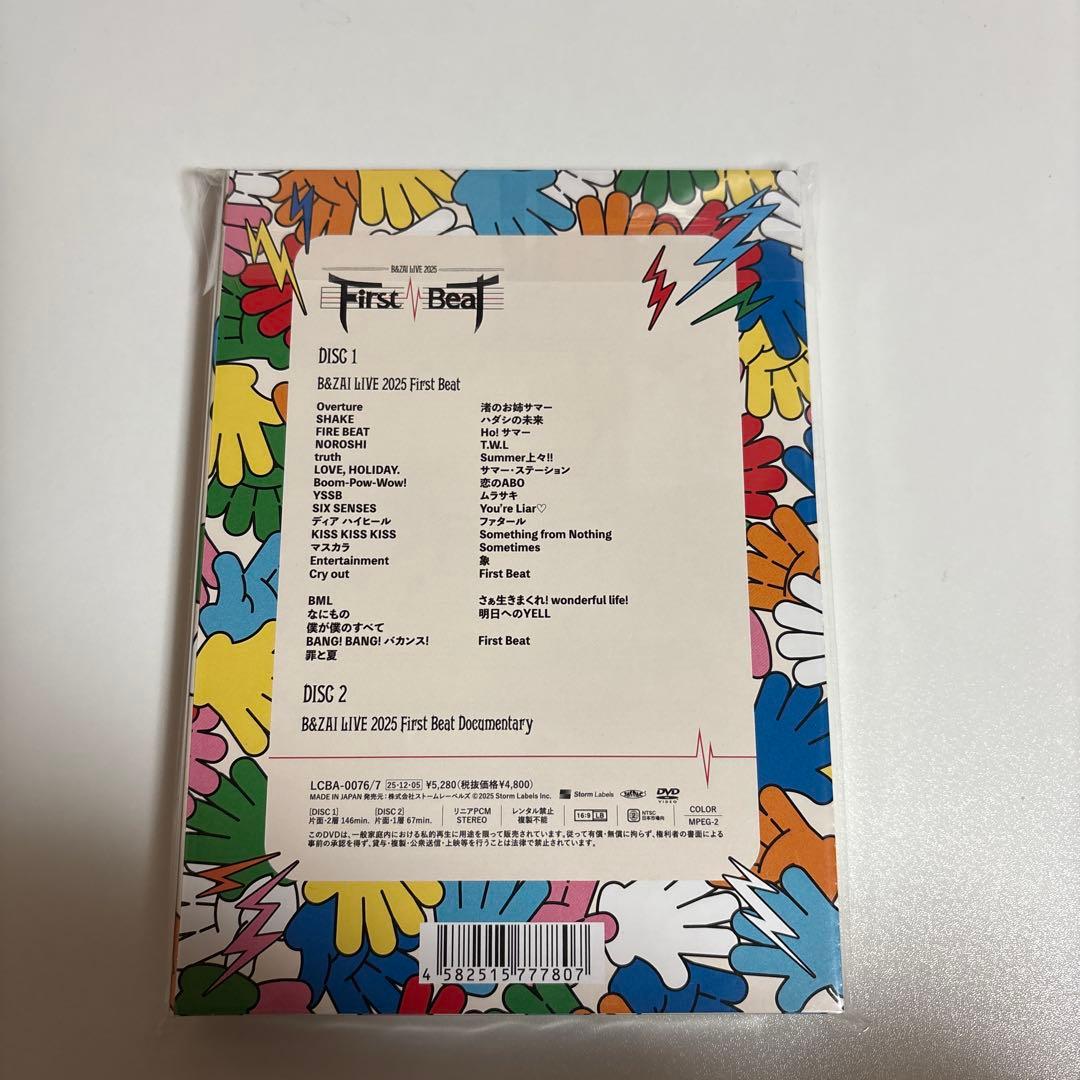 B&ZAI LIVE 2025
First Beat
DISC 1
B&ZAI LIVE 2025 First Beat
Overture
SHAKE
FIRE BEAT
NOROSHI
truth
LOVE, HOLIDAY.
Boom-Pow-Wow!
YSSB
SIX SENSES
ディア ハイヒール
KISS KISS KISS
マスカラ
Entertainment
Cry out
BML
なにもの
僕が僕のすべて
BANG! BANG! バカンス!
罪と夏
渚のお姉サマー
ハダシの未来
Ho! サマー
T.W.L
Summer上々!!
サマー・ステーション
恋のABO
ムラサキ
You're Liar♡
ファタール
Something from Nothing
Sometimes
象
First Beat
さぁ生きまくれ! wonderful life!
明日へのYELL
First Beat
DISC 2
B&ZAI LIVE 2025 First Beat Documentary
LCBA-0076/7 25・12・05 ¥5,280(税抜価格¥4,800)
MADE IN JAPAN 発売元:株式会社ストームレーベルズ ©2025 Storm Labels Inc. Storm Labels DVD VIDEO
[DISC 1] 片面・2層 146min.
[DISC 2] 片面・1層 67min.
リニアPCM STEREO
レンタル禁止 複製不能
16:9 LB
2 NTSC 日本市場向
COLOR MPEG-2
このDVDは、一般家庭内における私的再生に用途を限って販売されています。従って有償・無償に拘らず、権利者の書面による
事前の承認を得ず、貸与・複製・公衆送信・上映等を行うことは法律で禁止されています。
4 582515 777807